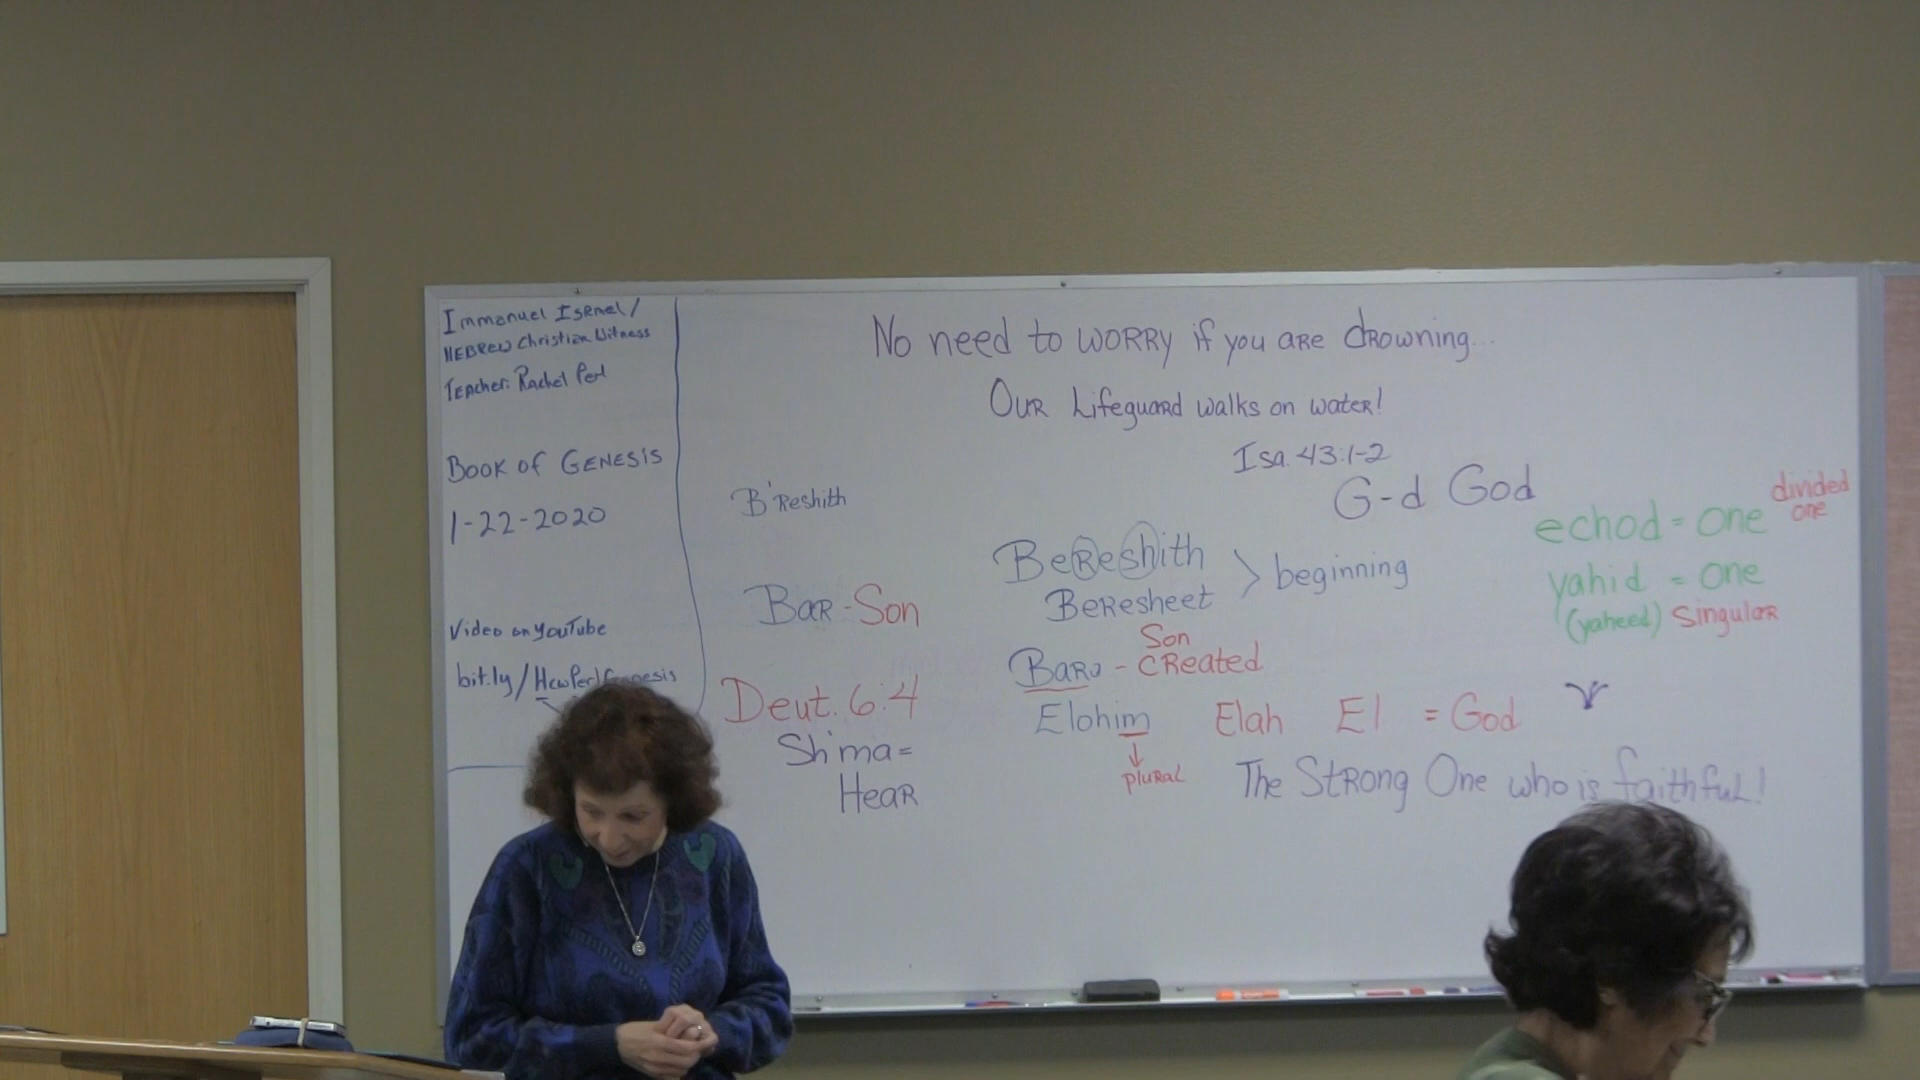 Immanuel Israel/
HEBREW Christian Witness
Teacher: Rachel Perl
BOOK of GENESIS
1-22-2020
Video on YouTube
bit.ly/HcwPerlGenesis
No need to WORRY if you are drowning...
Our Lifeguard walks on water!
Isa. 43:1-2
G-d God
B'Reshith
BeReshith
Beresheet
> beginning
Bar - Son
Son
Bara - Created
Deut. 6:4
Sh'ma =
Hear
Elohim Elah El = God
plural
The Strong One who is faithful!
echod = one divided one
yahid = one
(yaheed) Singular